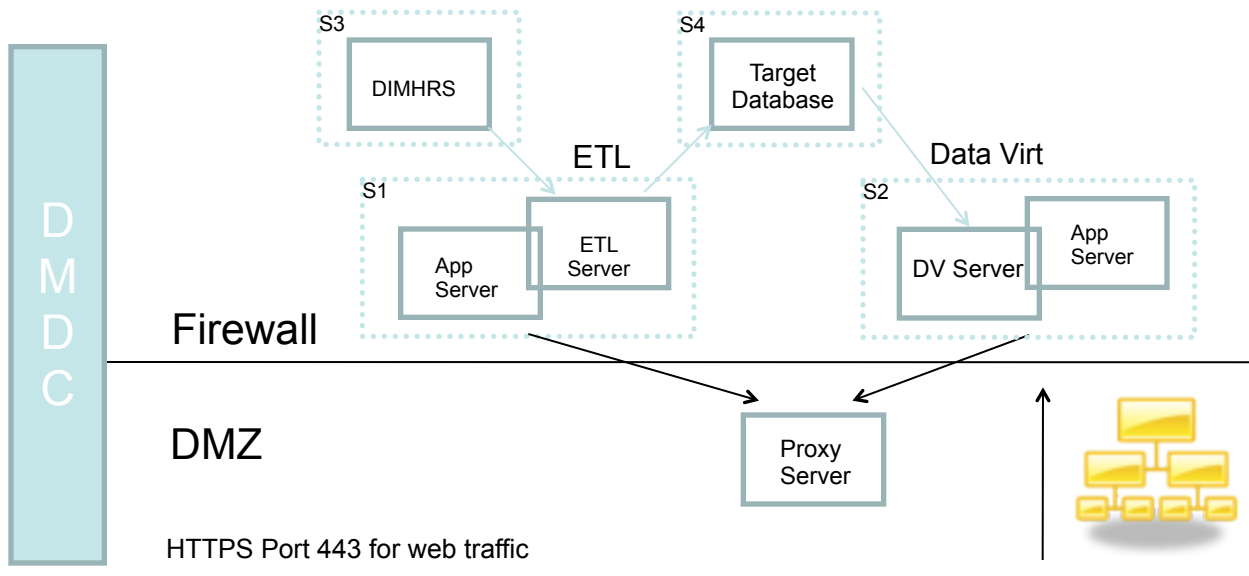 S3
DIMHRS
S4
Target
Database
ETL
Data Virt
S1
App
Server
ETL
Server
S2
DV Server
App
Server
D
M
D
C
Firewall
DMZ
Proxy
Server
HTTPS Port 443 for web traffic